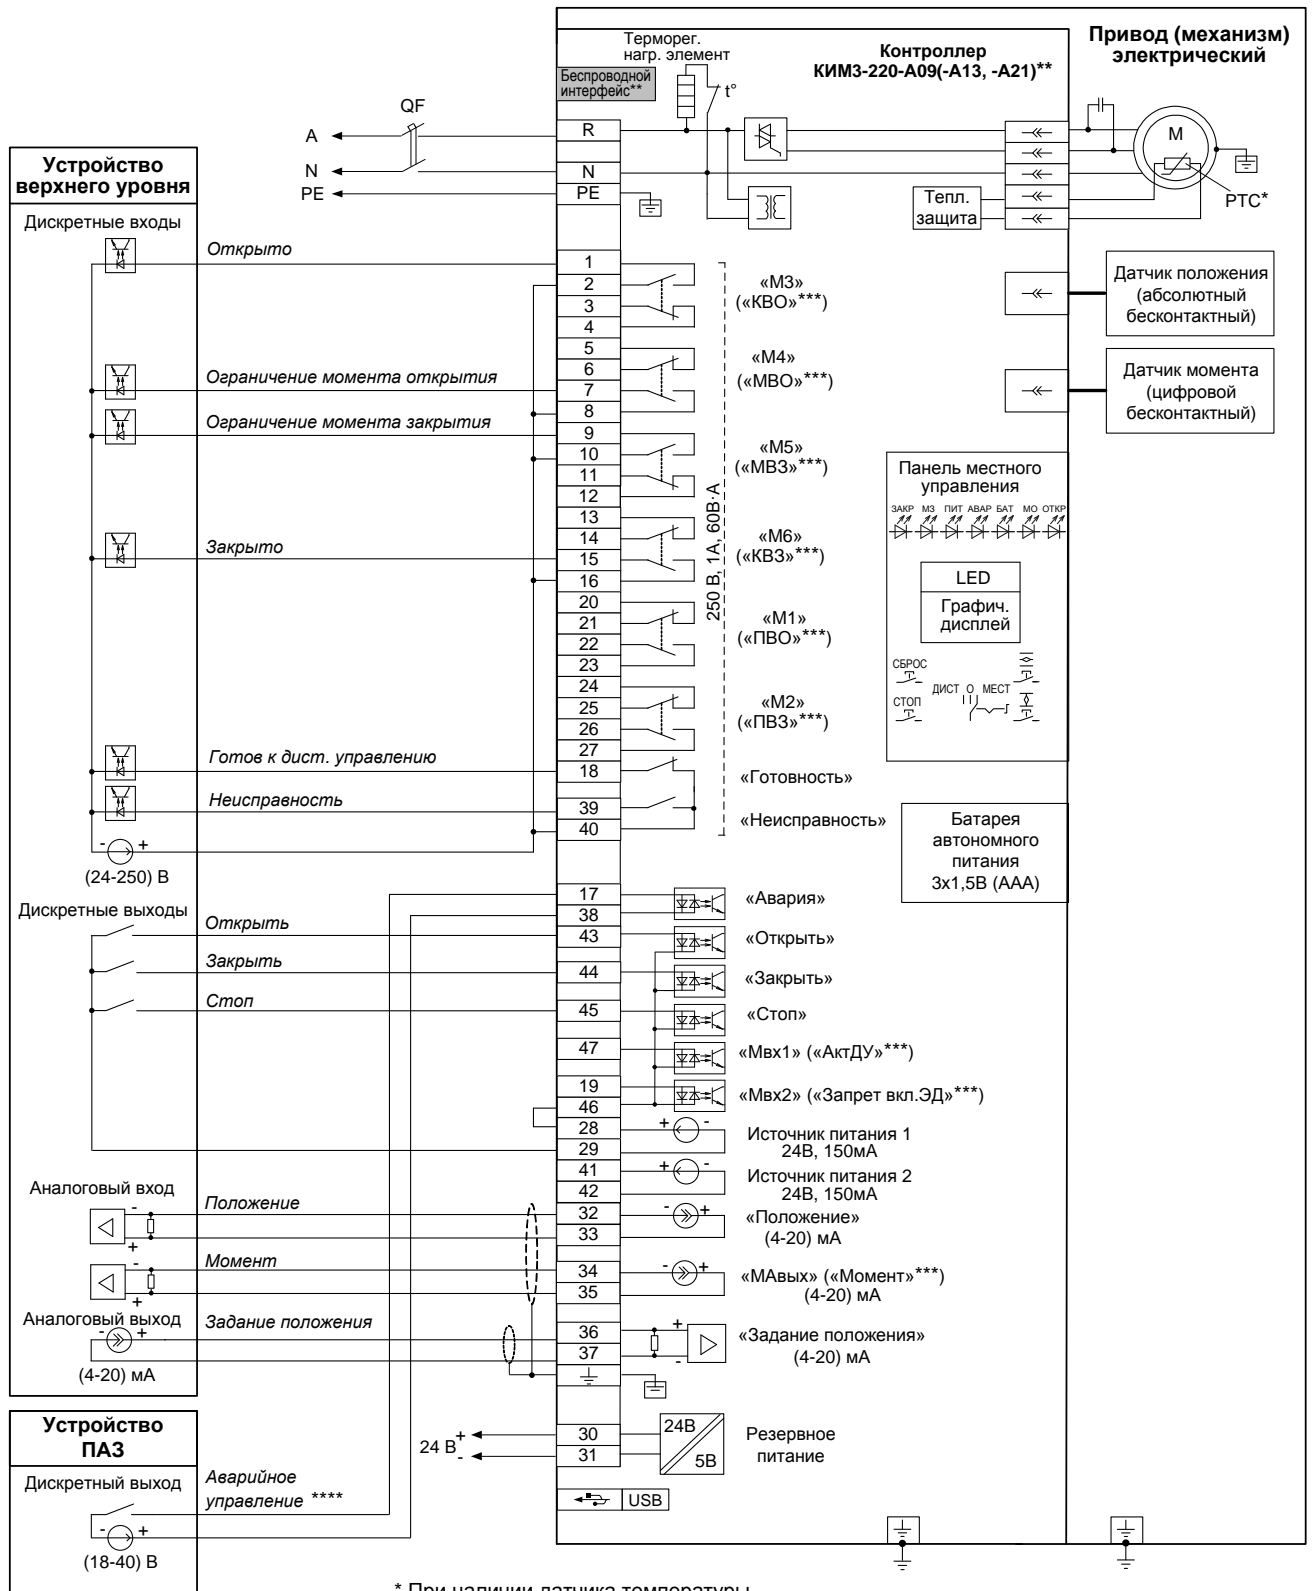 Привод (механизм)
электрический
Контроллер
КИМ3-220-А09(-А13, -А21)**
Терморег.
нагр. элемент
t°
Беспроводной
интерфейс**
QF
A
N
PE
R
N
PE
M
PTC*
Тепл.
защита
Устройство
верхнего уровня
Дискретные входы
Открыто
1
2
3
4
«М3»
(«КВО»***)
Датчик положения
(абсолютный
бесконтактный)
5
6
7
8
«М4»
(«МВО»***)
Ограничение момента открытия
Датчик момента
(цифровой
бесконтактный)
Ограничение момента закрытия
9
10
11
12
«М5»
(«МВЗ»***)
250 В, 1А, 60В·А
Панель местного
управления
ЗАКР МЗ ПИТ АВАР БАТ МО ОТКР
LED
Графич.
дисплей
СБРОС
СТОП
ДИСТ О МЕСТ
Закрыто
13
14
15
16
«М6»
(«КВЗ»***)
20
21
22
23
«М1»
(«ПВО»***)
24
25
26
27
«М2»
(«ПВЗ»***)
Готов к дист. управлению
18
«Готовность»
Неисправность
39
40
«Неисправность»
- +
(24-250) В
Батарея
автономного
питания
3х1,5В (ААА)
17
38
«Авария»
Дискретные выходы
Открыть
43
«Открыть»
Закрыть
44
«Закрыть»
Стоп
45
«Стоп»
47
«Мвх1» («АктДУ»***)
19
46
«Мвх2» («Запрет вкл.ЭД»***)
28
29
+ -
Источник питания 1
24В, 150мА
41
42
+ -
Источник питания 2
24В, 150мА
Аналоговый вход
-
+
Положение
32
33
- +
«Положение»
(4-20) мА
-
+
Момент
34
35
- +
«МАвых» («Момент»***)
(4-20) мА
Аналоговый выход
- +
(4-20) мА
Задание положения
36
37
+
-
«Задание положения»
(4-20) мА
24 В
+
-
30
31
24В
5В
Резервное
питание
USB
Устройство
ПАЗ
Дискретный выход
- +
(18-40) В
Аварийное
управление ****
* При наличии датчика температуры